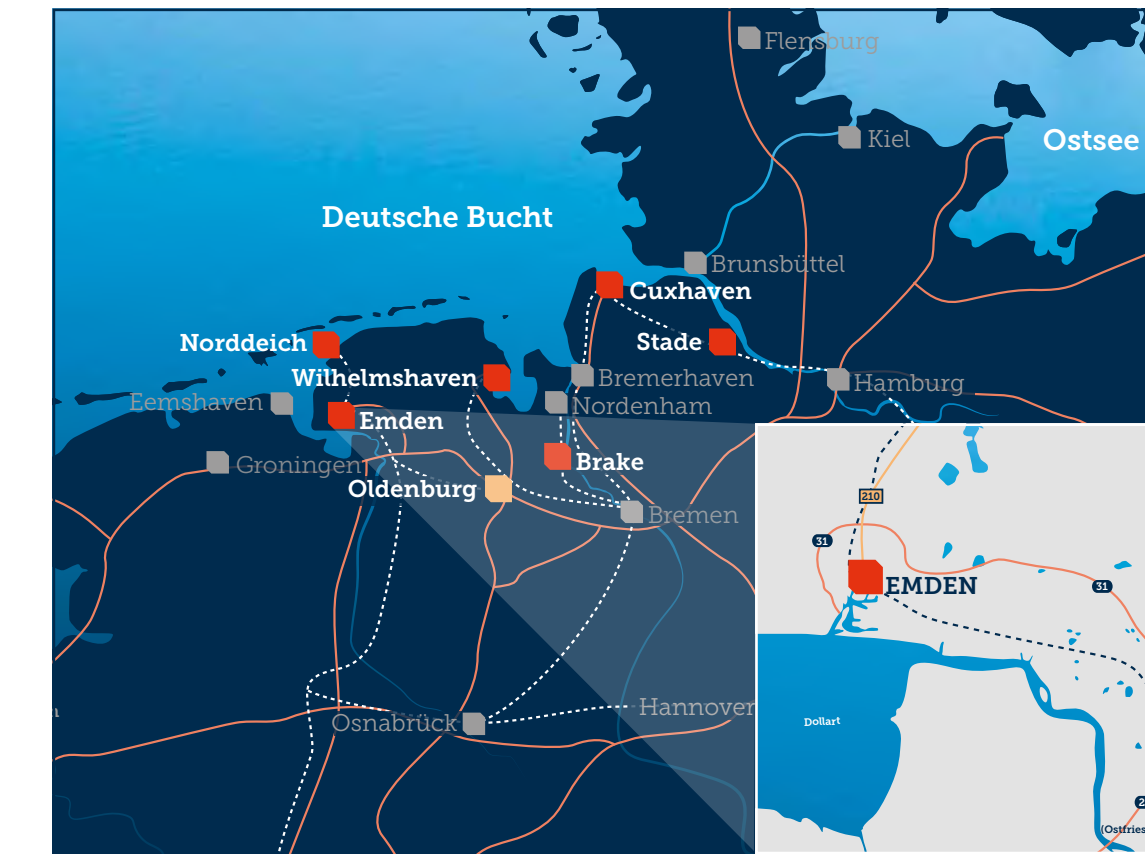 Flensburg
Kiel
Ostsee
Deutsche Bucht
Brunsbüttel
Cuxhaven
Norddeich
Stade
Wilhelmshaven
Bremerhaven
Hamburg
Eemshaven
Nordenham
Emden
Groningen
Brake
Oldenburg
Bremen
210
31
EMDEN
31
Hannover
Osnabrück
Dollart
2
(Ostfries